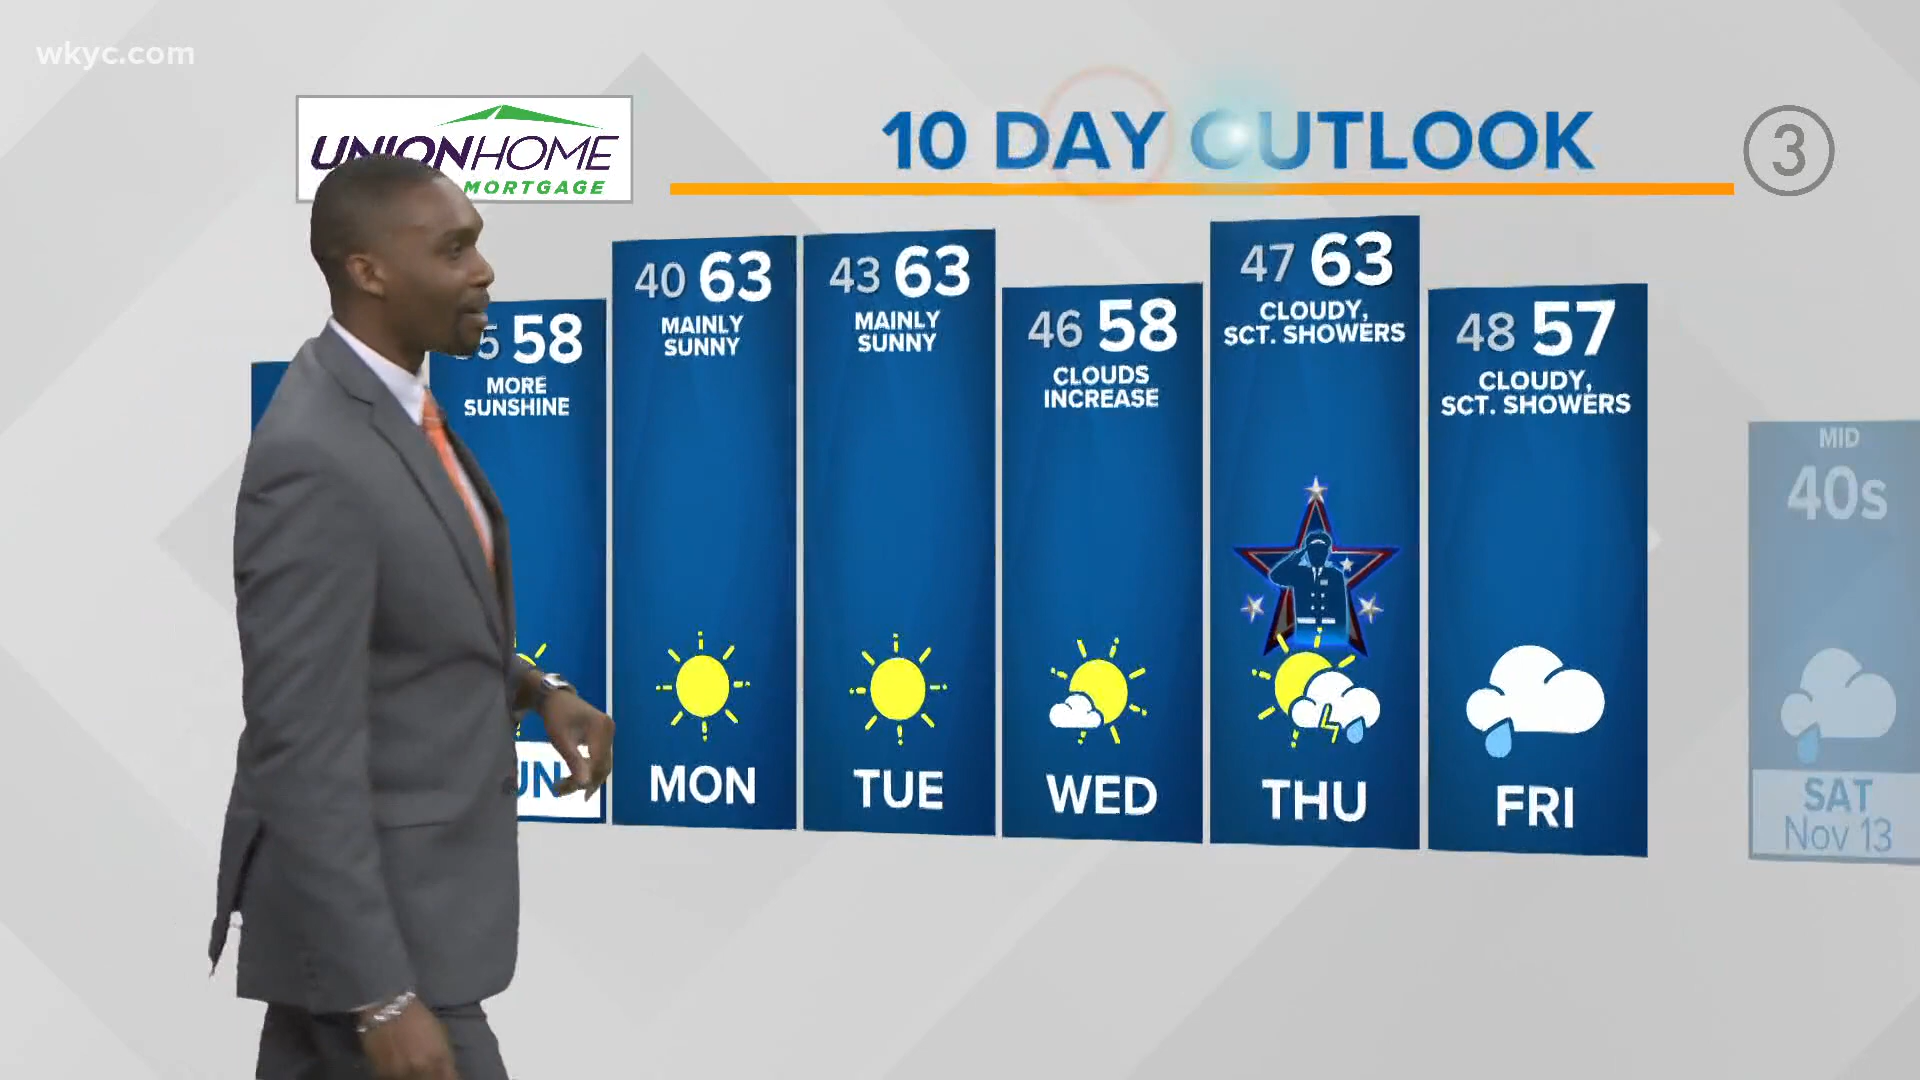 wkyc.com
UNIONHOME
MORTGAGE
10 DAY OUTLOOK
3
58
MORE
SUNSHINE
40 63
MAINLY
SUNNY
MON
43 63
MAINLY
SUNNY
TUE
46 58
CLOUDS
INCREASE
WED
47 63
CLOUDY,
SCT. SHOWERS
THU
48 57
CLOUDY,
SCT. SHOWERS
FRI
MID
40s
SAT
Nov 13